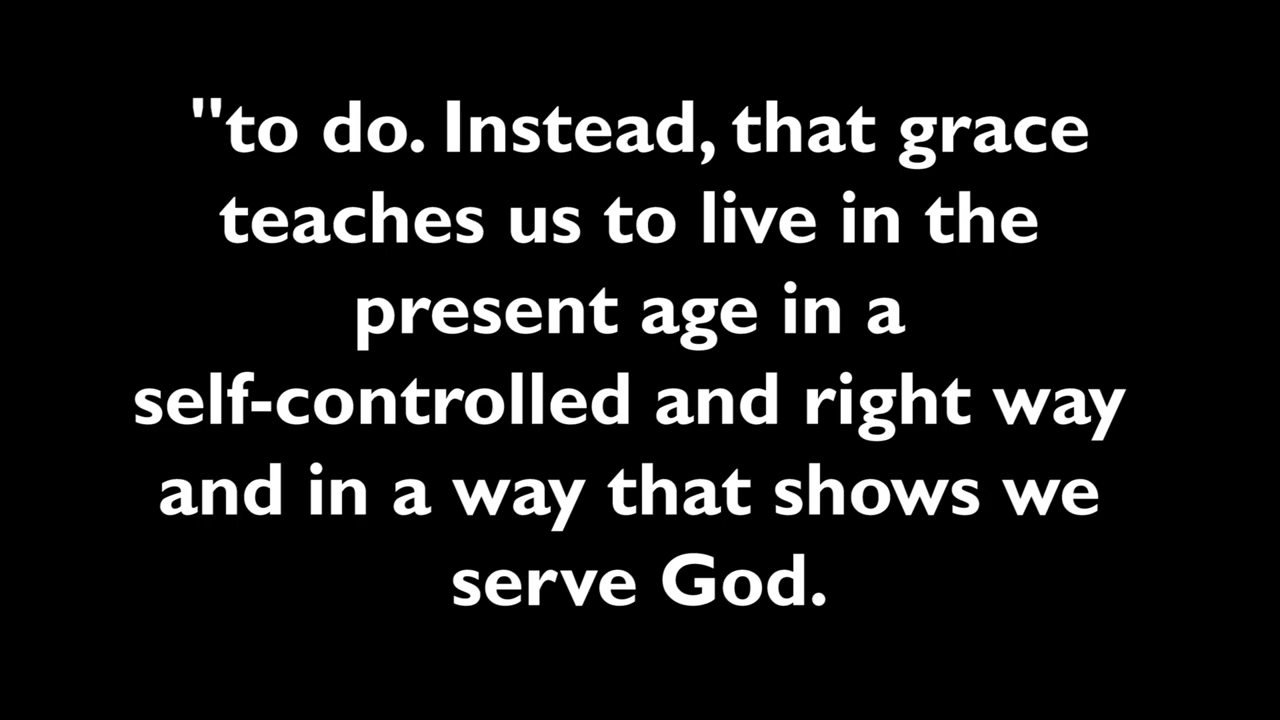 "to do. Instead, that grace
teaches us to live in the
present age in a
self-controlled and right way
and in a way that shows we
serve God.